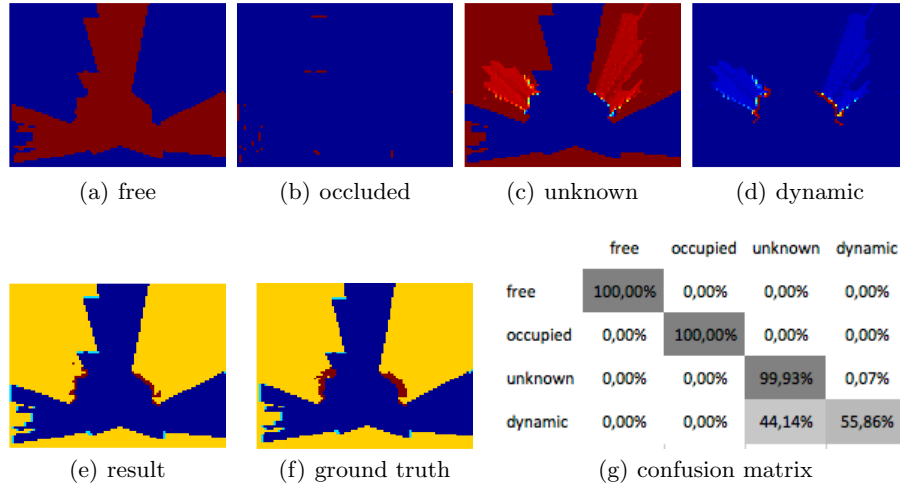 (a) free
(b) occluded
(c) unknown
(d) dynamic
free occupied unknown dynamic
free 100,00% 0,00% 0,00% 0,00%
occupied 0,00% 100,00% 0,00% 0,00%
unknown 0,00% 0,00% 99,93% 0,07%
dynamic 0,00% 0,00% 44,14% 55,86%
(e) result
(f) ground truth
(g) confusion matrix